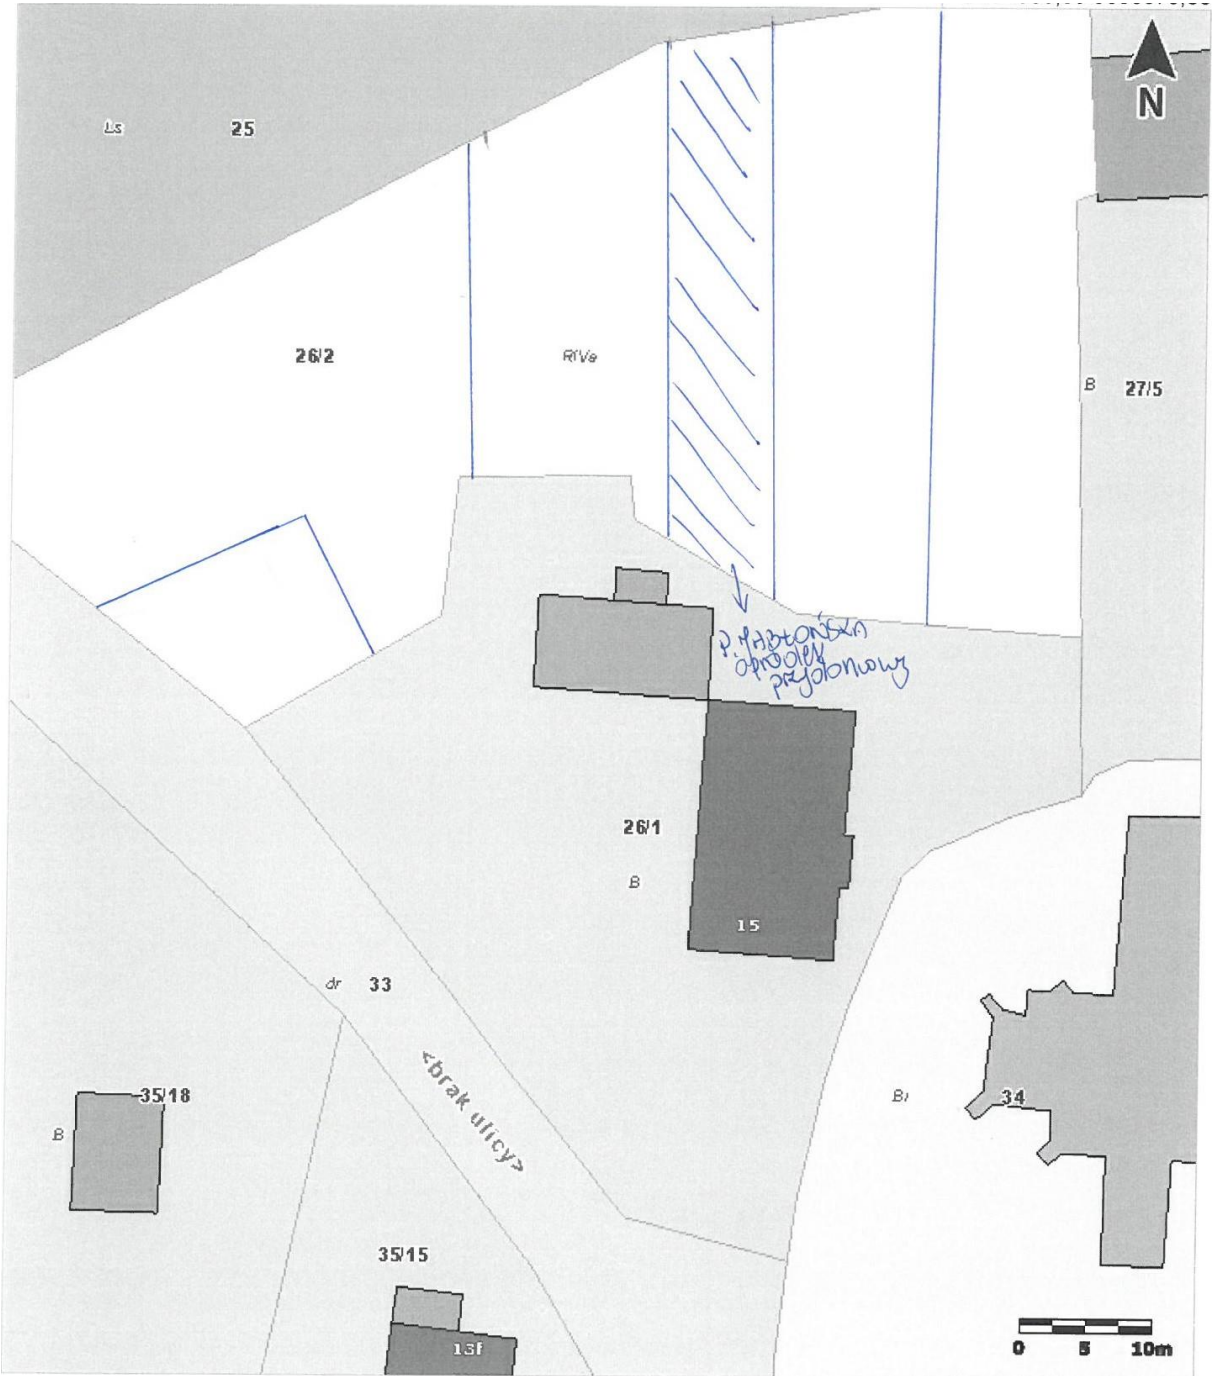 N
Ls 25
26/2
RIVa
B 27/5
P. JABŁOŃSKA
ogródek
przydomowy
26/1
B
15
dr 33
<brak ulicy>
35/18
B
Bi 34
35/15
13f
0 5 10m